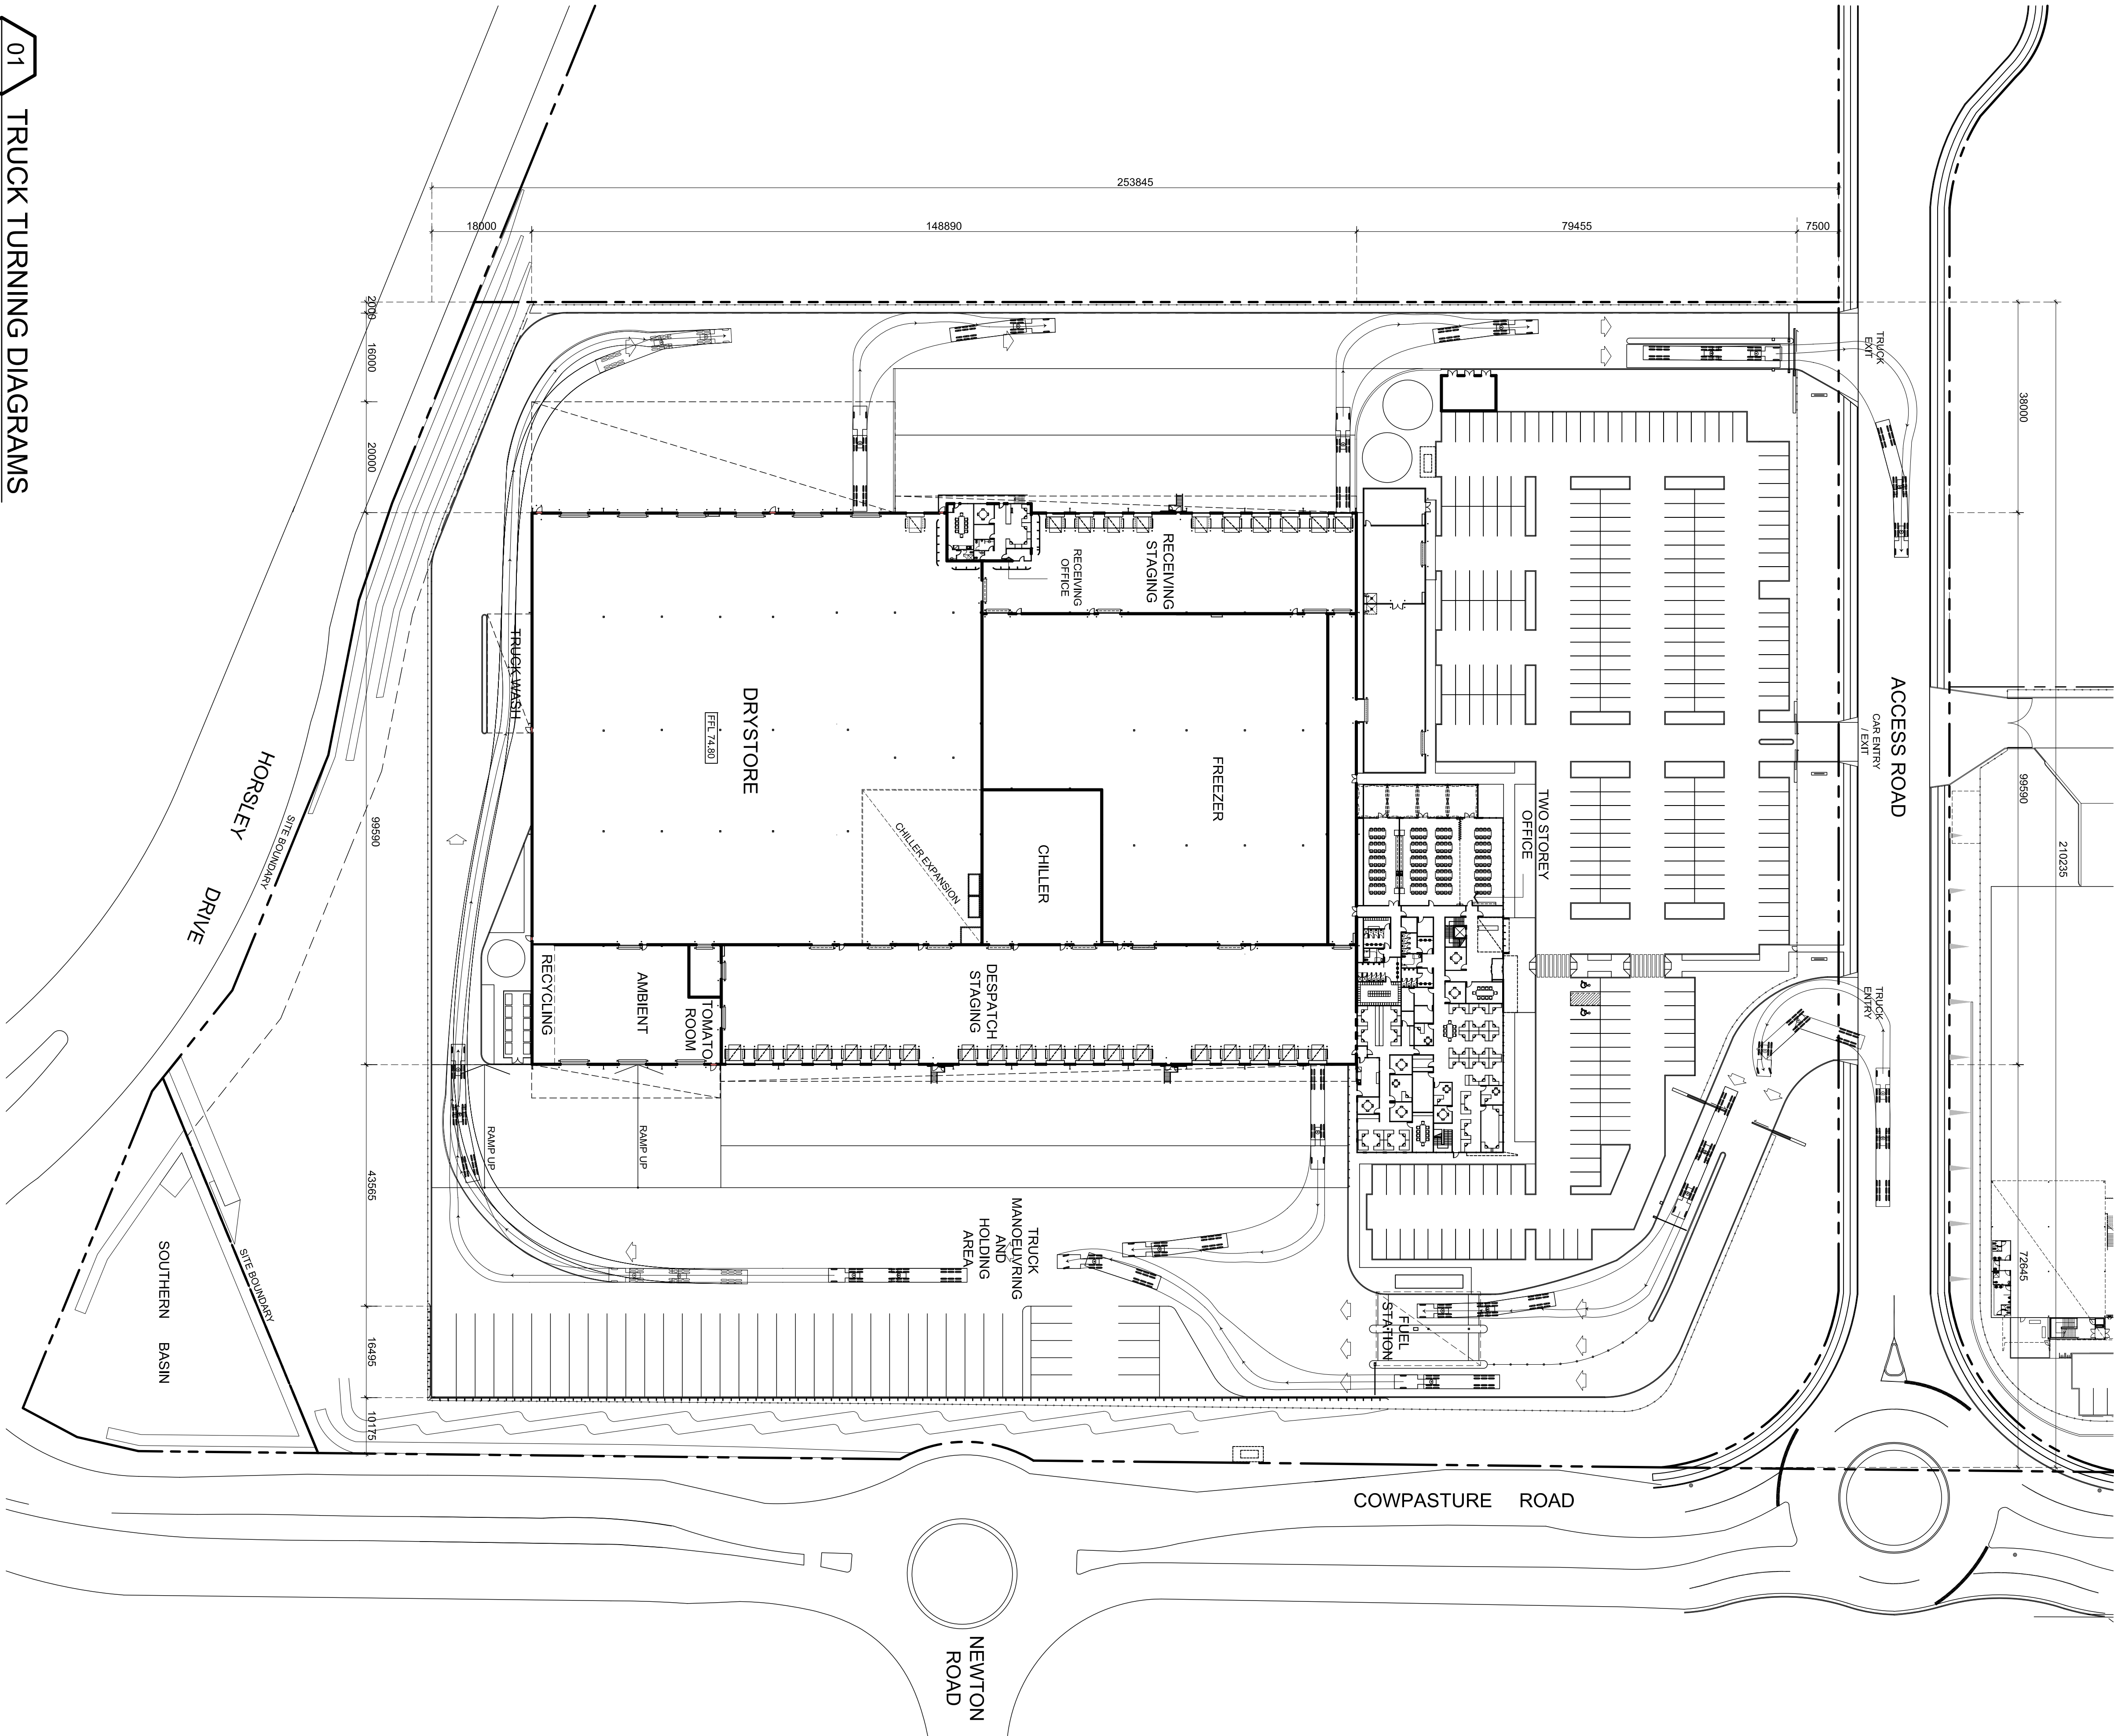 01
TRUCK TURNING DIAGRAMS
253845
18000
148890
79455
7500
2000
16000
20000
99590
43565
16495
10175
38000
99590
72645
210235
TRUCK
EXIT
ACCESS ROAD
CAR ENTRY
/ EXIT
TRUCK
ENTRY
RECEIVING
STAGING
RECEIVING
OFFICE
TRUCK WASH
DRYSTORE
FFL 74.80
FREEZER
CHILLER
CHILLER EXPANSION
TWO STOREY
OFFICE
HORSLEY DRIVE
SITE BOUNDARY
RECYCLING
AMBIENT
TOMATO
ROOM
DESPATCH
STAGING
RAMP UP
RAMP UP
TRUCK
MANOEUVRING
AND
HOLDING
AREA
FUEL
STATION
SOUTHERN BASIN
SITE BOUNDARY
COWPASTURE ROAD
NEWTON
ROAD